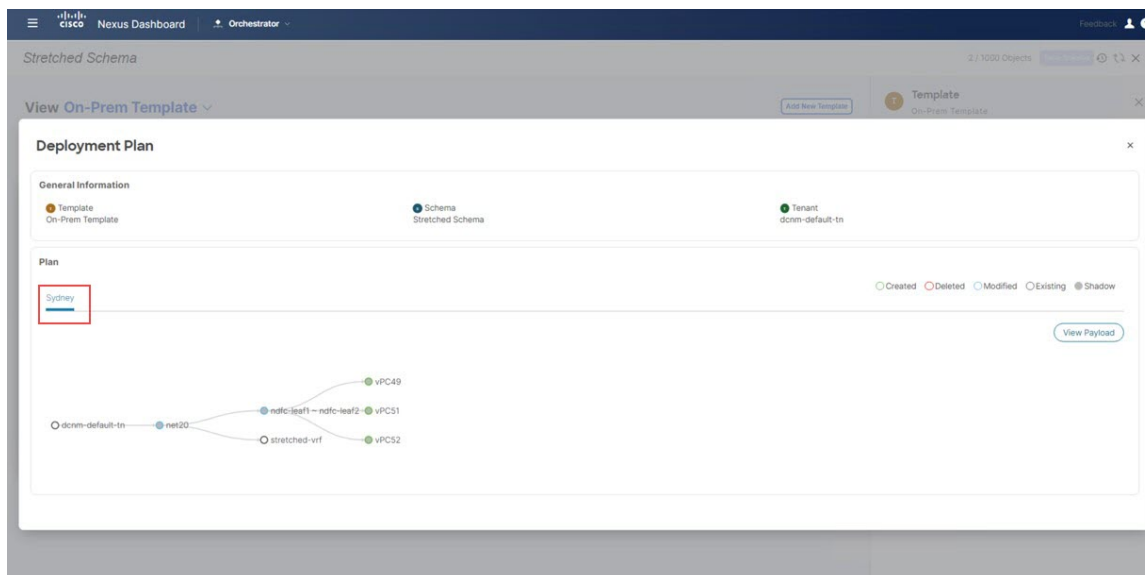 cisco Nexus Dashboard Orchestrator Feedback
Stretched Schema 2 / 1000 Objects
View On-Prem Template Add New Template Template
On-Prem Template
Deployment Plan
General Information
Template Schema Tenant
On-Prem Template Stretched Schema dcnm-default-tn
Plan
Sydney Created Deleted Modified Existing Shadow
View Payload
vPC49
dcnm-default-tn net20 ndfc-leaf1 ~ ndfc-leaf2 vPC51
stretched-vrf vPC52